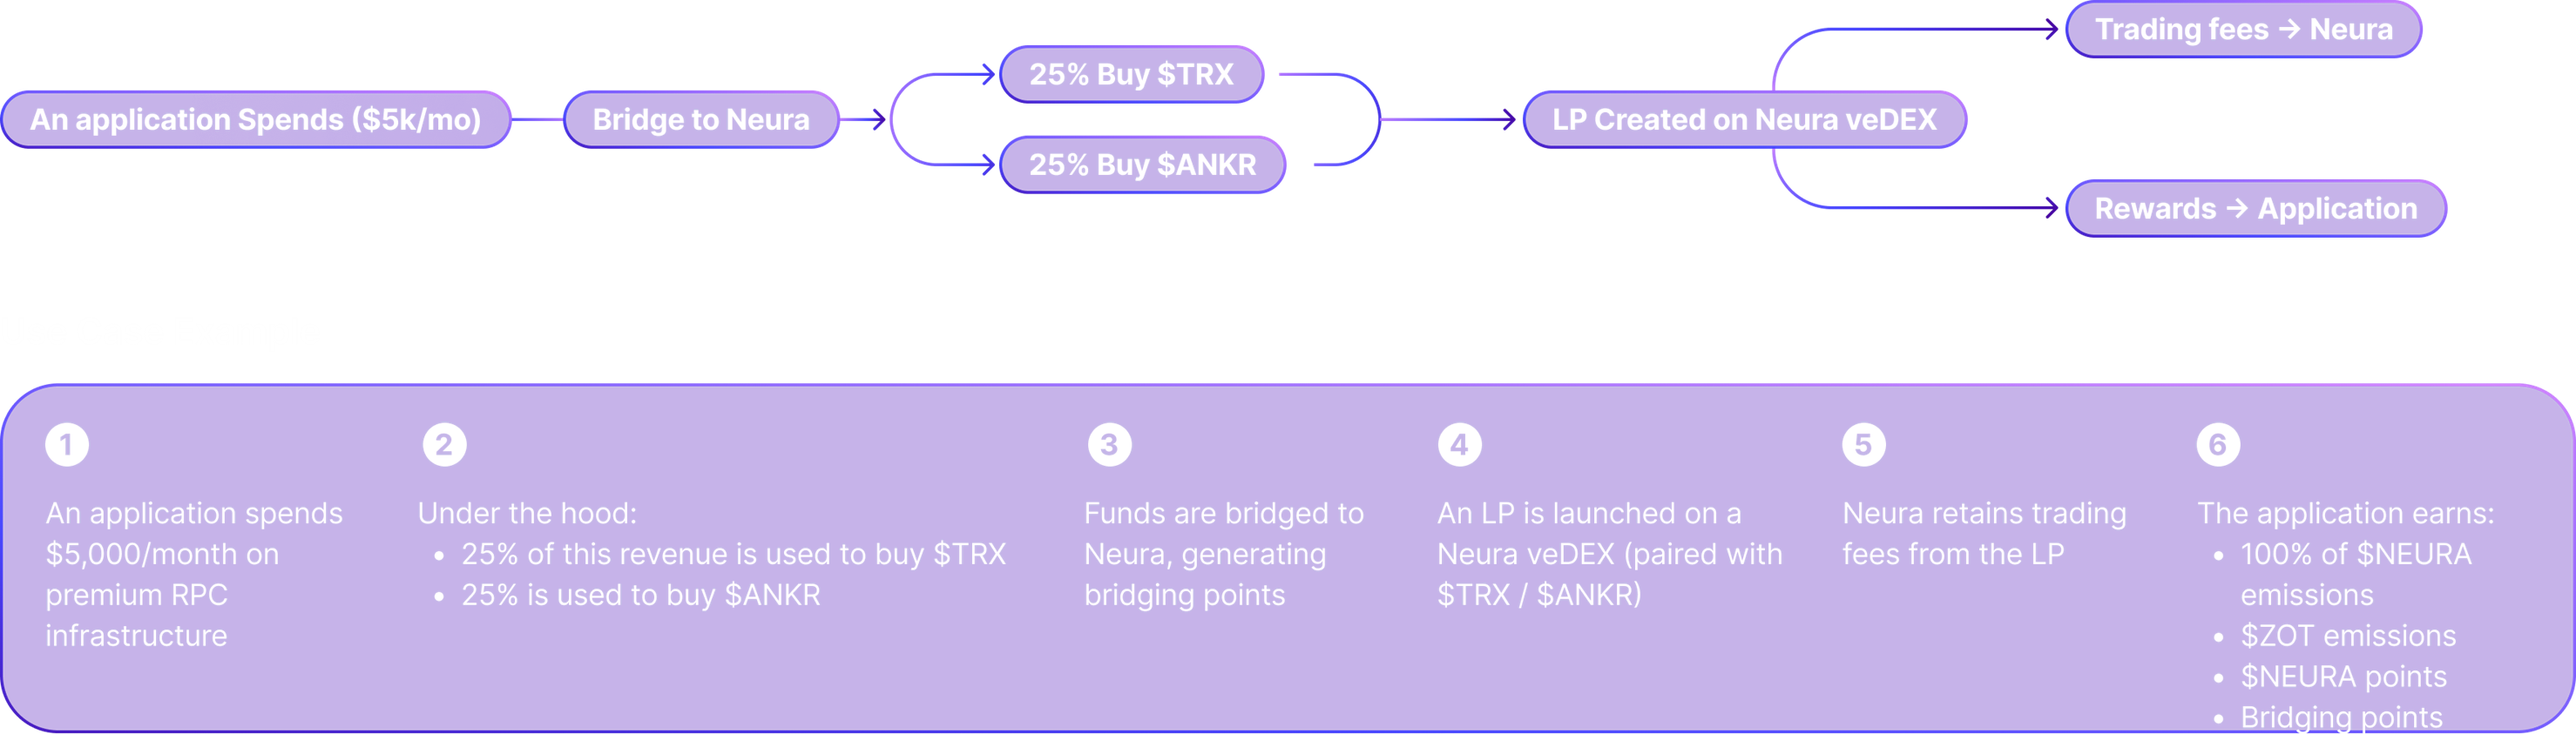 An application Spends ($5k/mo)
Bridge to Neura
25% Buy $TRX
25% Buy $ANKR
LP Created on Neura veDEX
Trading fees → Neura
Rewards → Application
1
An application spends
$5,000/month on
premium RPC
infrastructure
2
Under the hood:
• 25% of this revenue is used to buy $TRX
• 25% is used to buy $ANKR
3
Funds are bridged to
Neura, generating
bridging points
4
An LP is launched on a
Neura veDEX (paired with
$TRX / $ANKR)
5
Neura retains trading
fees from the LP
6
The application earns:
• 100% of $NEURA
emissions
• $ZOT emissions
• $NEURA points
• Bridging points